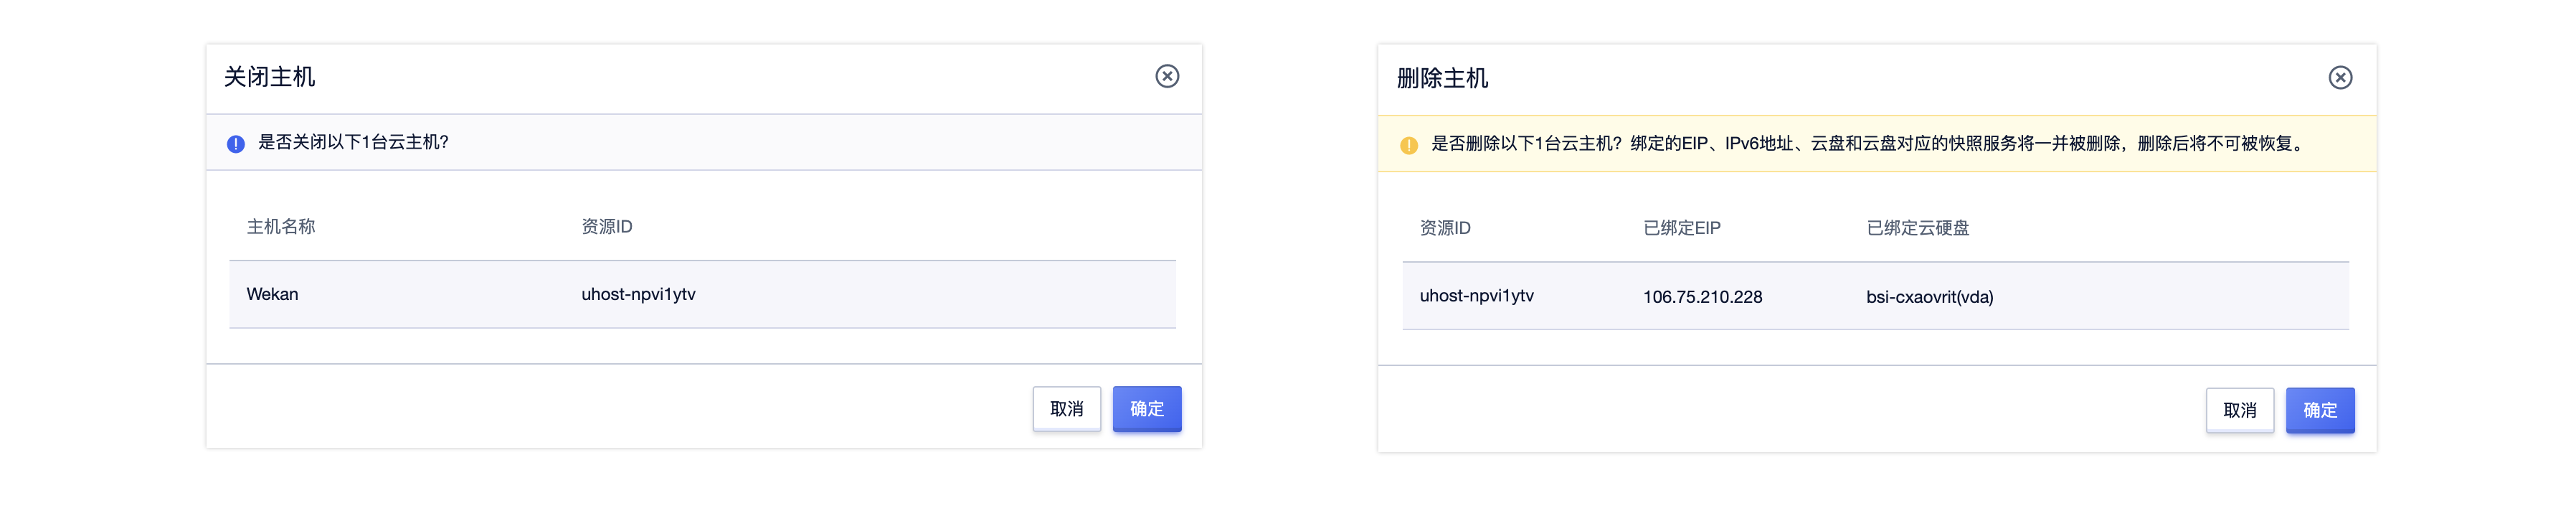 关闭主机
是否关闭以下1台云主机?
主机名称 资源ID
Wekan uhost-npvi1ytv
取消 确定
删除主机
是否删除以下1台云主机？绑定的EIP、IPv6地址、云盘和云盘对应的快照服务将一并被删除，删除后将不可被恢复。
资源ID 已绑定EIP 已绑定云硬盘
uhost-npvi1ytv 106.75.210.228 bsi-cxaovrit(vda)
取消 确定